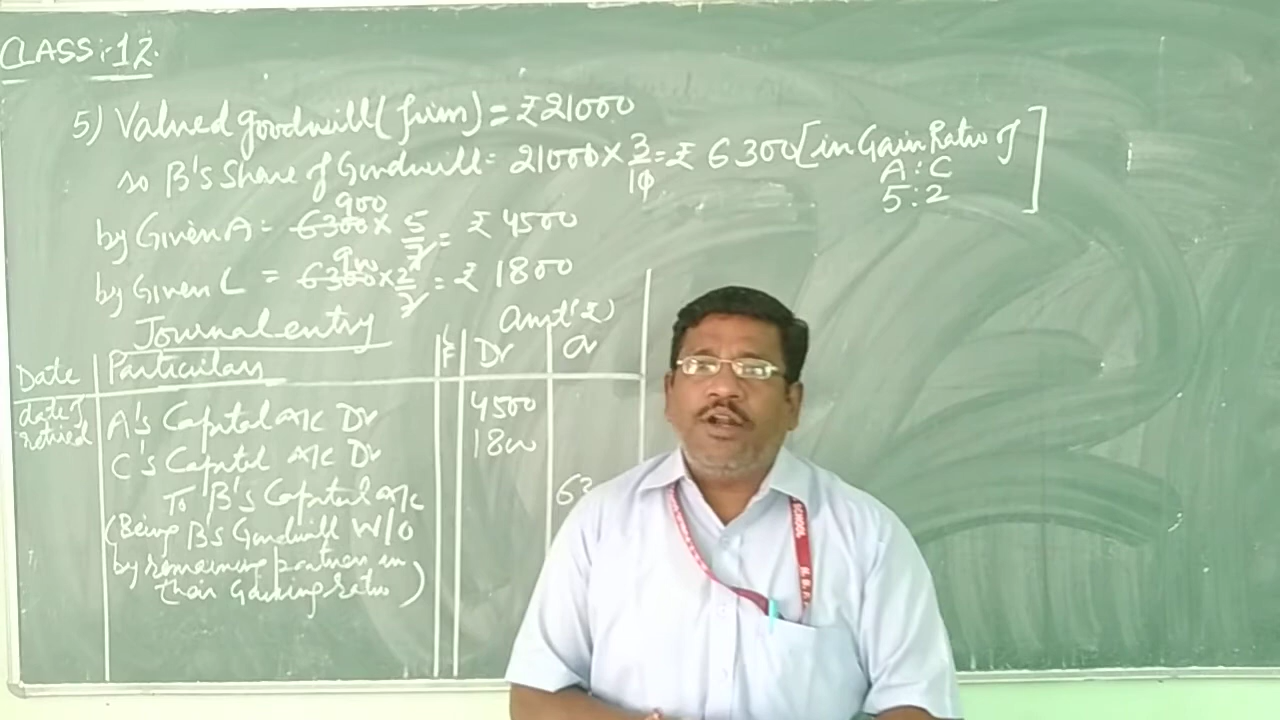 CLASS:-12.
5) Valued goodwill (firm) = ₹21000
so B's Share of Goodwill = 21000 × 3/10 = ₹ 6300 [in Gain Ratio of
A : C
5 : 2 ]
900
by Given A = 6300 × 5/7 = ₹ 4500
900
by Given C = 6300 × 2/7 = ₹ 1800
Journal entry
Amt(₹)
Date Particulars LF Dr Cr
date of retired A's Capital A/c Dr 4500
C's Capital A/c Dr 1800
To B's Capital A/c 63
(Being B's Goodwill W/O
by remaining partner in
their Gaining ratio)
SCHOOL